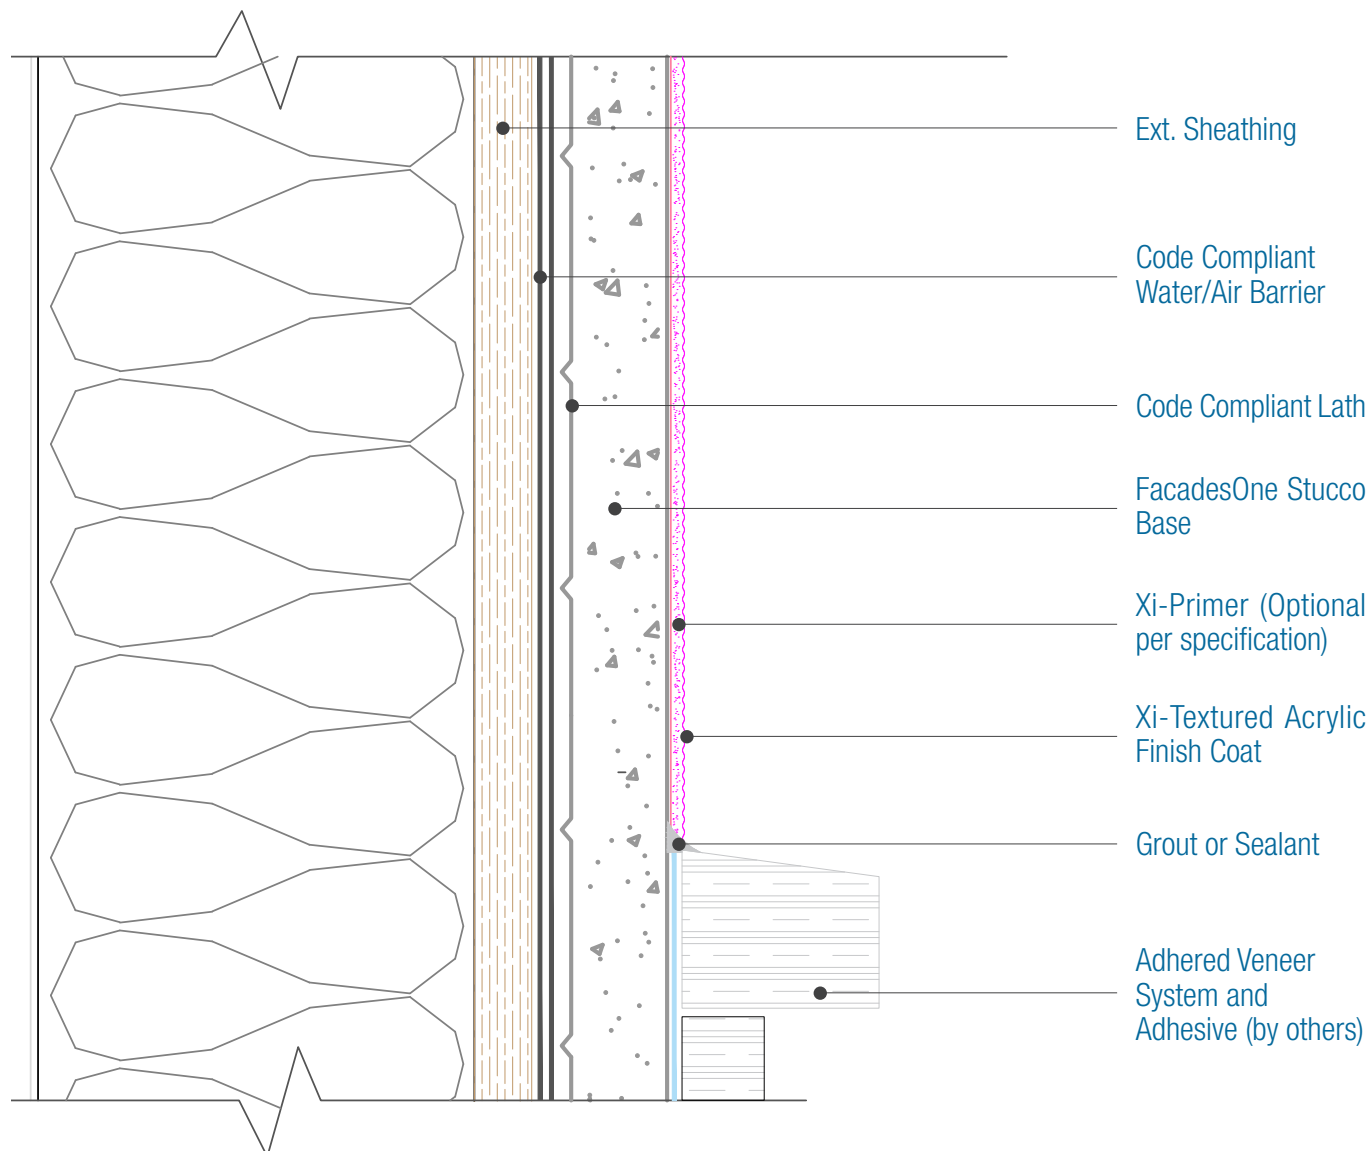 Ext. Sheathing
Code Compliant
Water/Air Barrier
Code Compliant Lath
FacadesOne Stucco
Base
Xi-Primer (Optional
per specification)
Xi-Textured Acrylic
Finish Coat
Grout or Sealant
Adhered Veneer
System and
Adhesive (by others)